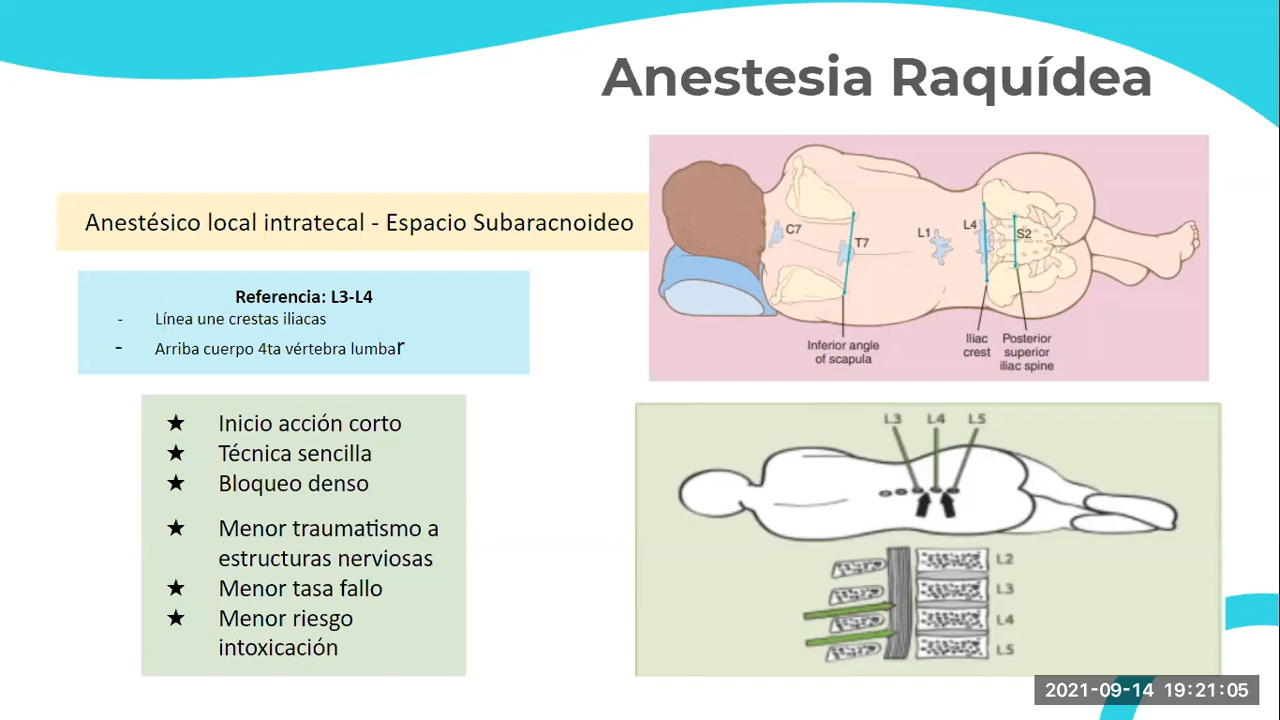 Anestesia Raquídea
Anestésico local intratecal - Espacio Subaracnoideo
Referencia: L3-L4
- Línea une crestas iliacas
- Arriba cuerpo 4ta vértebra lumbar
★ Inicio acción corto
★ Técnica sencilla
★ Bloqueo denso
★ Menor traumatismo a
estructuras nerviosas
★ Menor tasa fallo
★ Menor riesgo
intoxicación
C7
T7
L1
L4
S2
Inferior angle
of scapula
Iliac
crest
Posterior
superior
iliac spine
L3 L4 L5
L2
L3
L4
L5
2021-09-14 19:21:05